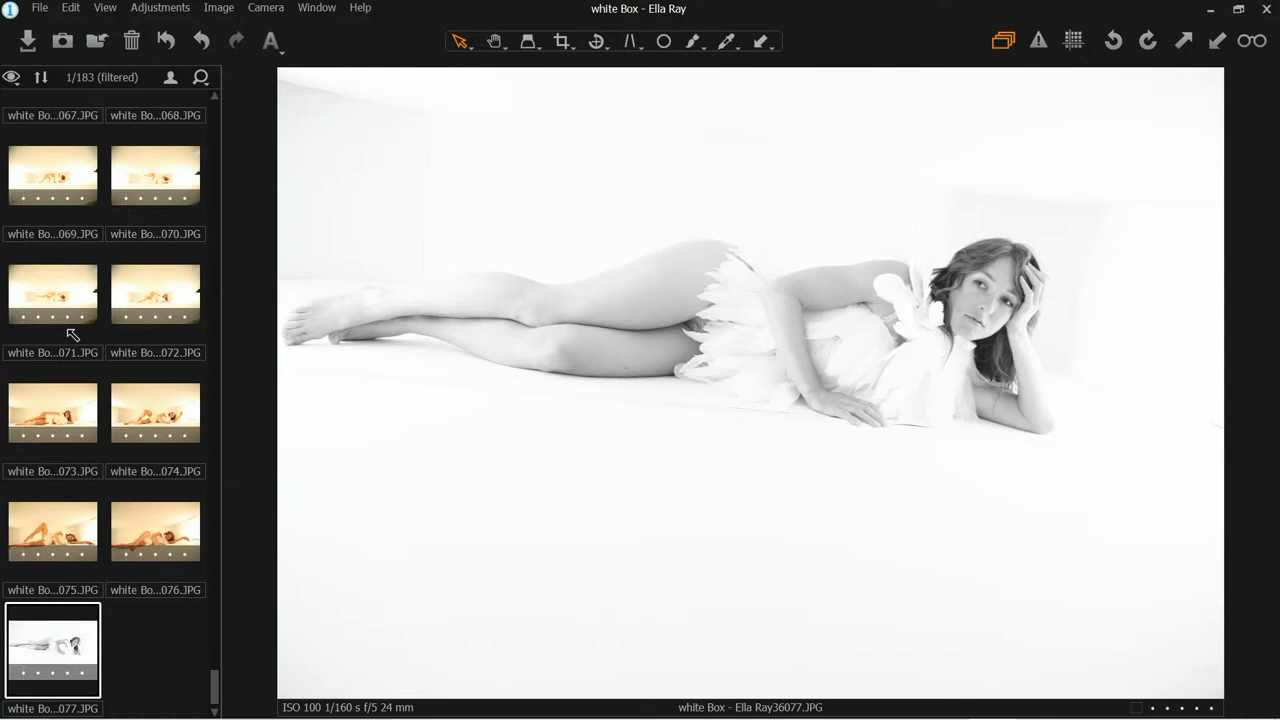 white Box - Ella Ray
File Edit View Adjustments Image Camera Window Help
1/183 (filtered)
white Bo...067.JPG white Bo...068.JPG
white Bo...069.JPG white Bo...070.JPG
white Bo...071.JPG white Bo...072.JPG
white Bo...073.JPG white Bo...074.JPG
white Bo...075.JPG white Bo...076.JPG
white Bo...077.JPG
ISO 100 1/160 s f/5 24 mm
white Box - Ella Ray36077.JPG